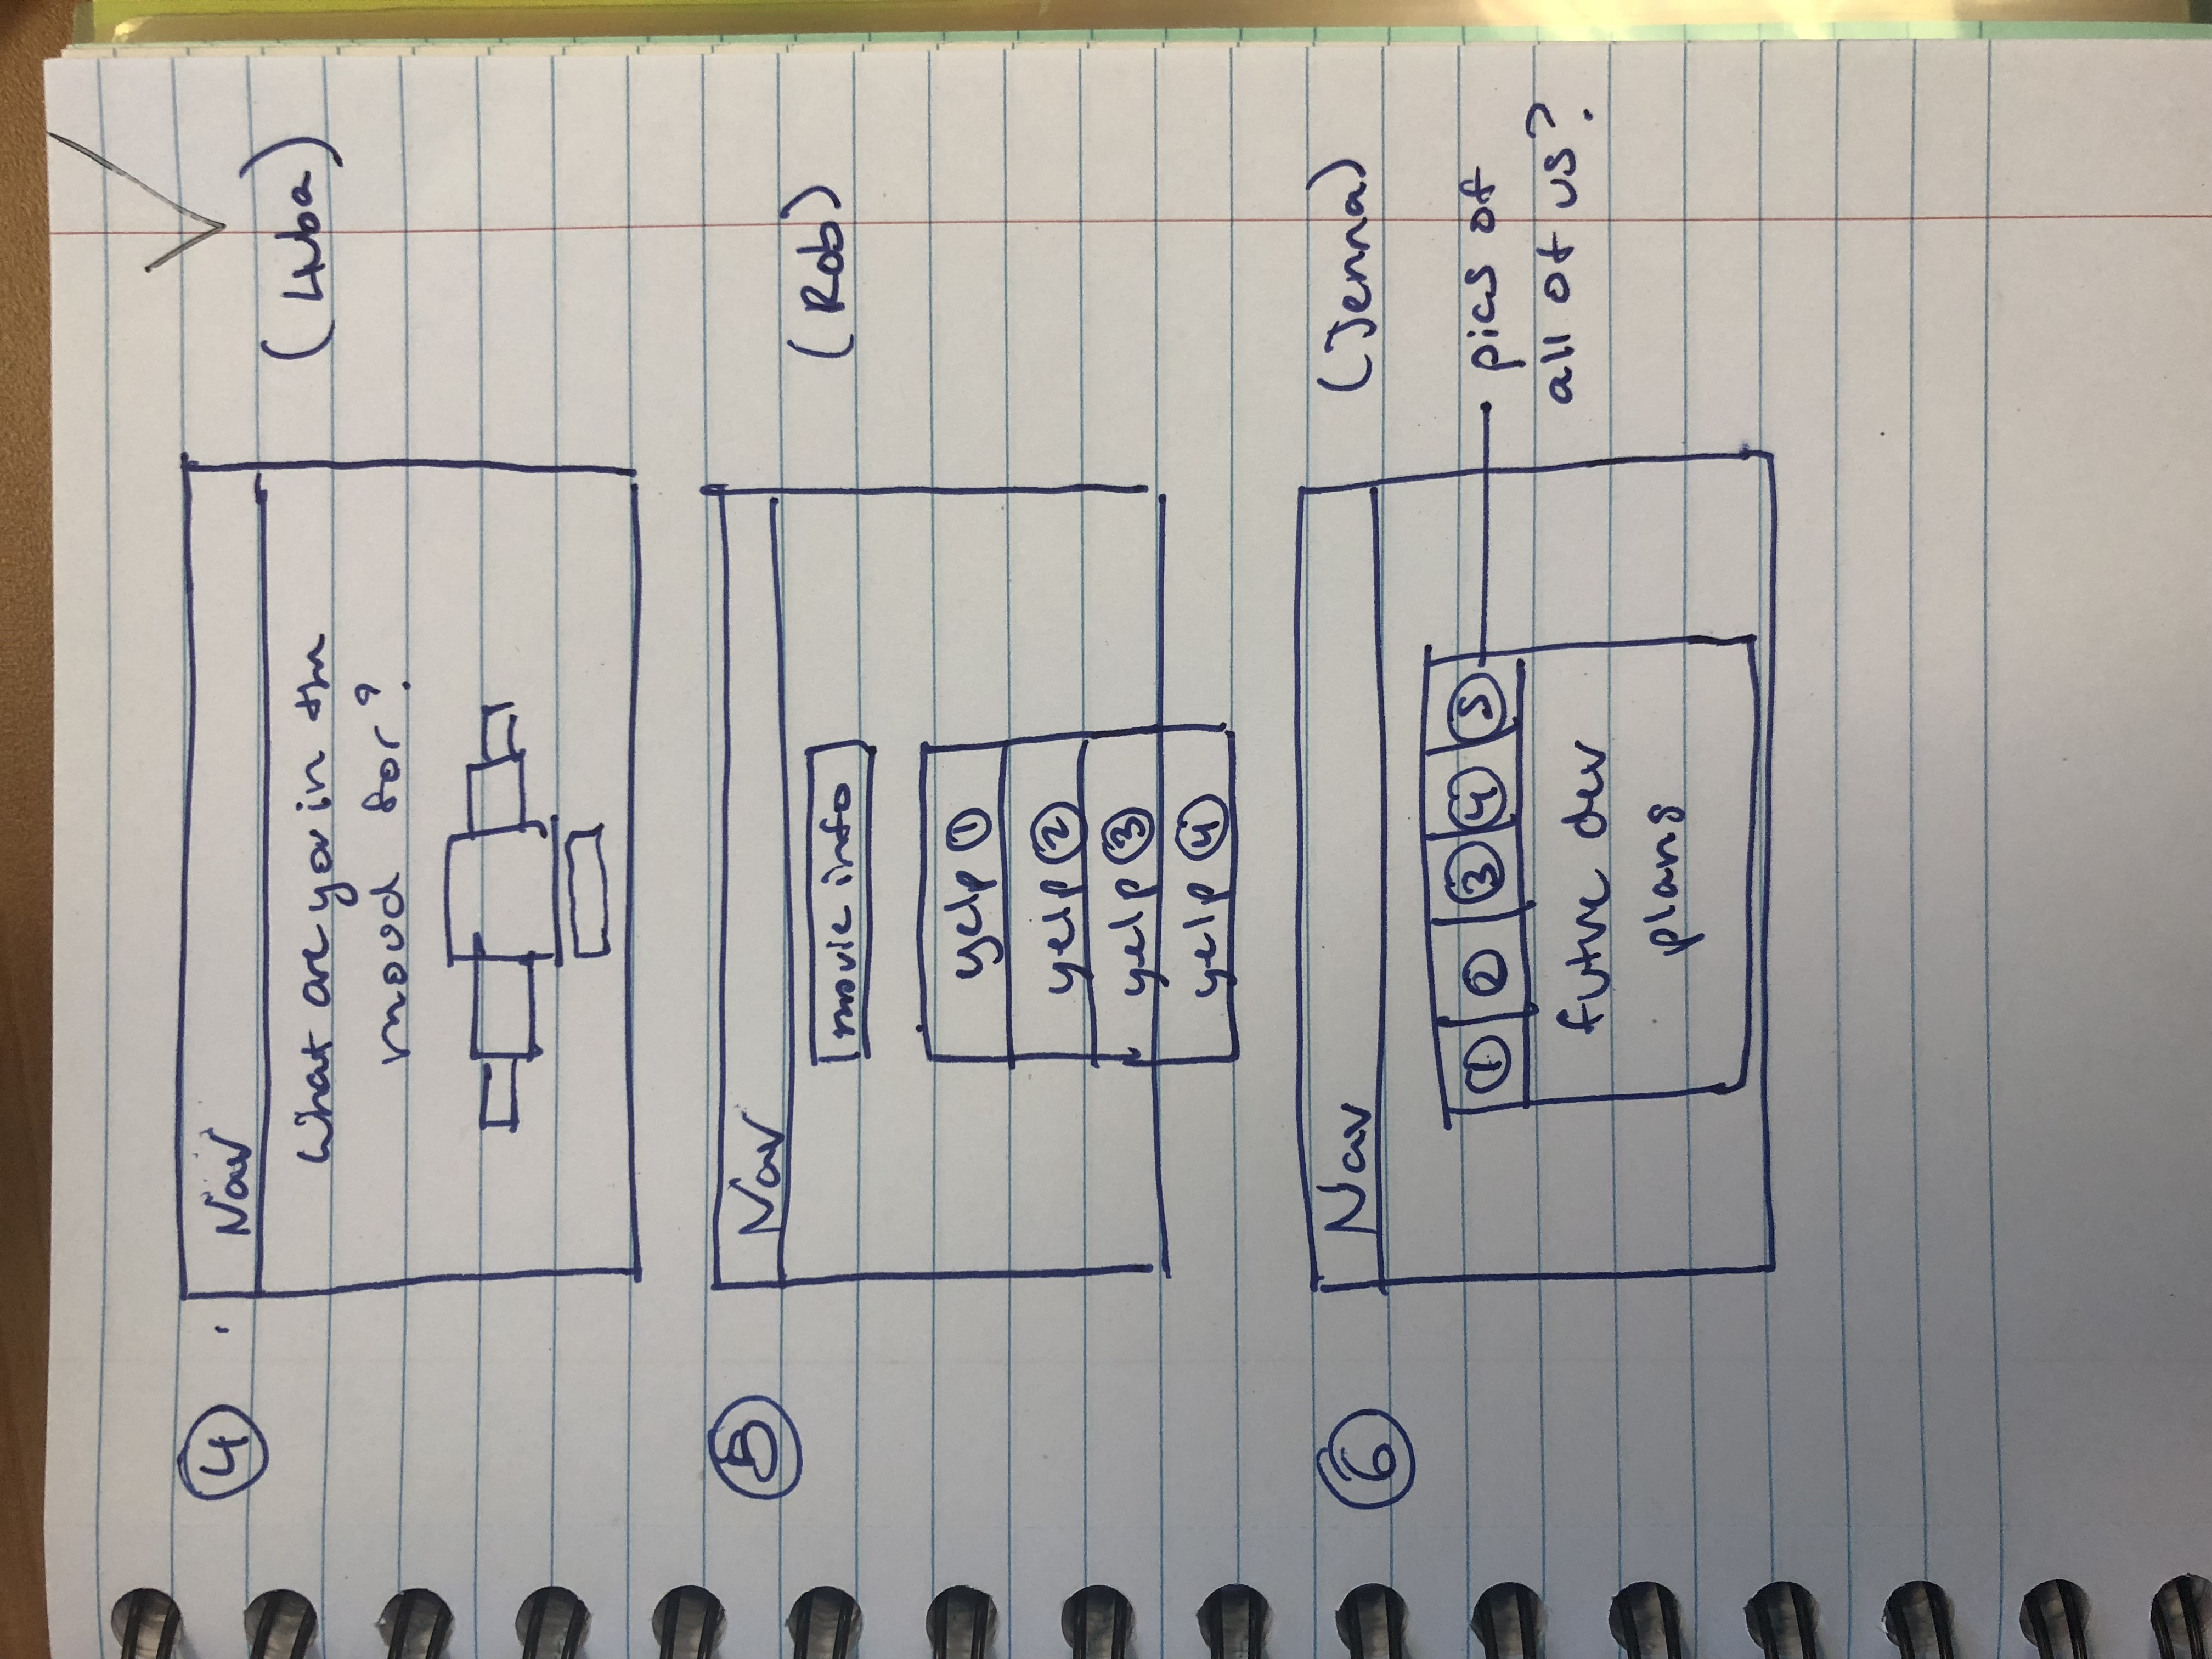 ④
Nav
(Luba)
What are you in the
mood for?
⑤
Nav
(Rob)
movie info
yelp ①
yelp ②
yelp ③
yelp ④
⑥
Nav
(Jenna)
① ② ③ ④ ⑤
pics of
all of us?
future dev
plans